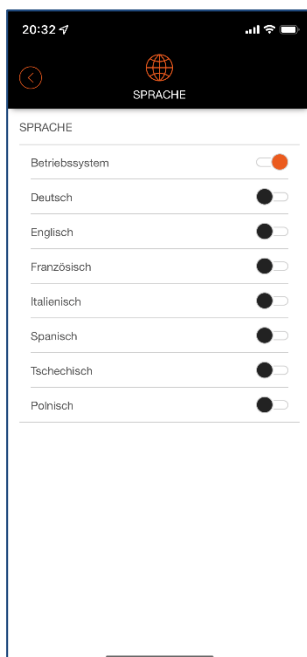 20:32
SPRACHE
SPRACHE
Betriebssystem
Deutsch
Englisch
Französisch
Italienisch
Spanisch
Tschechisch
Polnisch